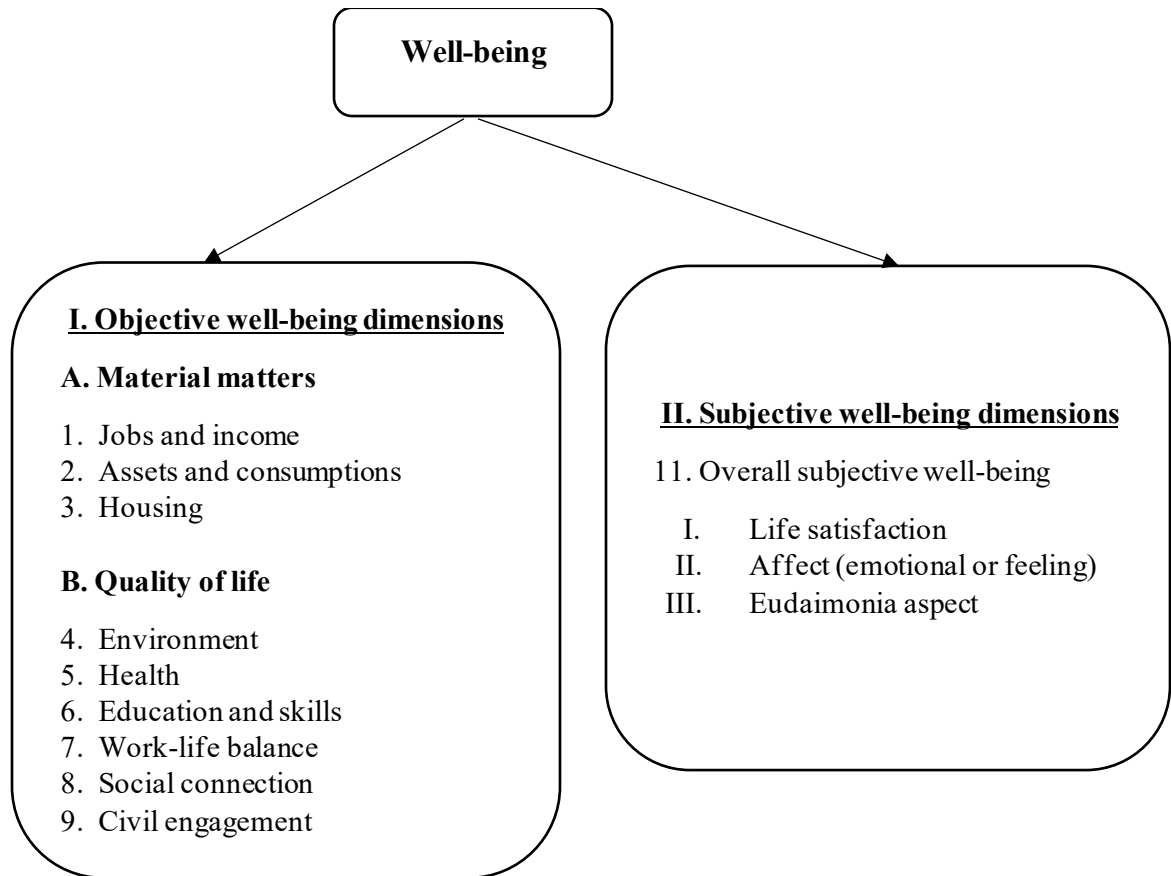 Well-being
I. Objective well-being dimensions
A. Material matters
1. Jobs and income
2. Assets and consumptions
3. Housing
B. Quality of life
4. Environment
5. Health
6. Education and skills
7. Work-life balance
8. Social connection
9. Civil engagement
II. Subjective well-being dimensions
11. Overall subjective well-being
I. Life satisfaction
II. Affect (emotional or feeling)
III. Eudaimonia aspect